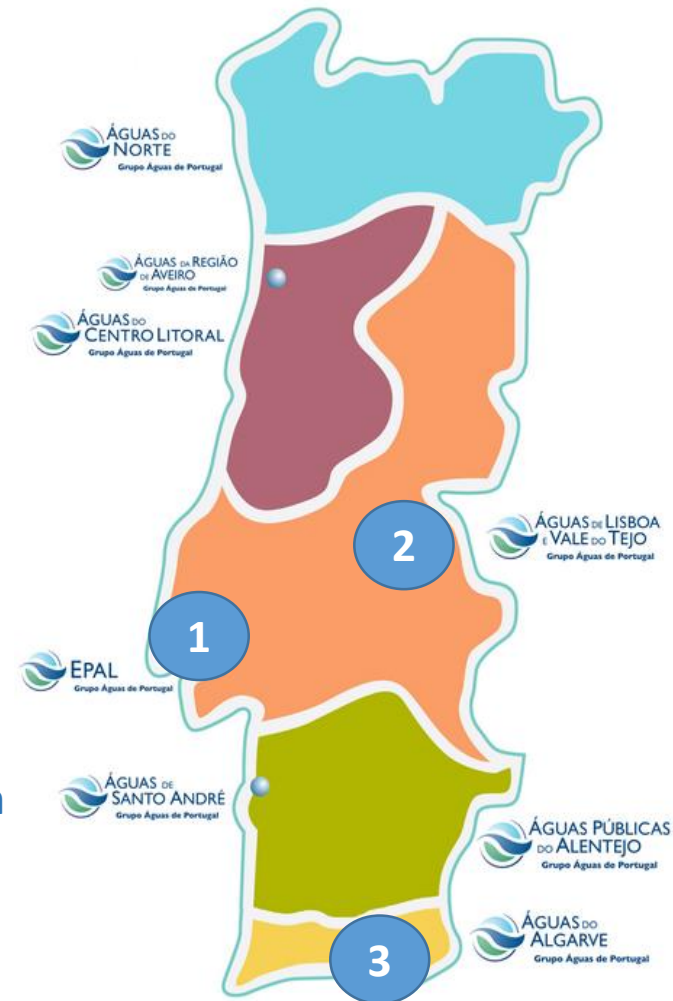 ÁGUAS DO
NORTE
Grupo Águas de Portugal
ÁGUAS DA REGIÃO
DE AVEIRO
Grupo Águas de Portugal
ÁGUAS DO
CENTRO LITORAL
Grupo Águas de Portugal
2
ÁGUAS DE LISBOA
E VALE DO TEJO
Grupo Águas de Portugal
1
EPAL
Grupo Águas de Portugal
ÁGUAS DE
SANTO ANDRÉ
Grupo Águas de Portugal
ÁGUAS PÚBLICAS
DO ALENTEJO
Grupo Águas de Portugal
ÁGUAS DO
ALGARVE
Grupo Águas de Portugal
3